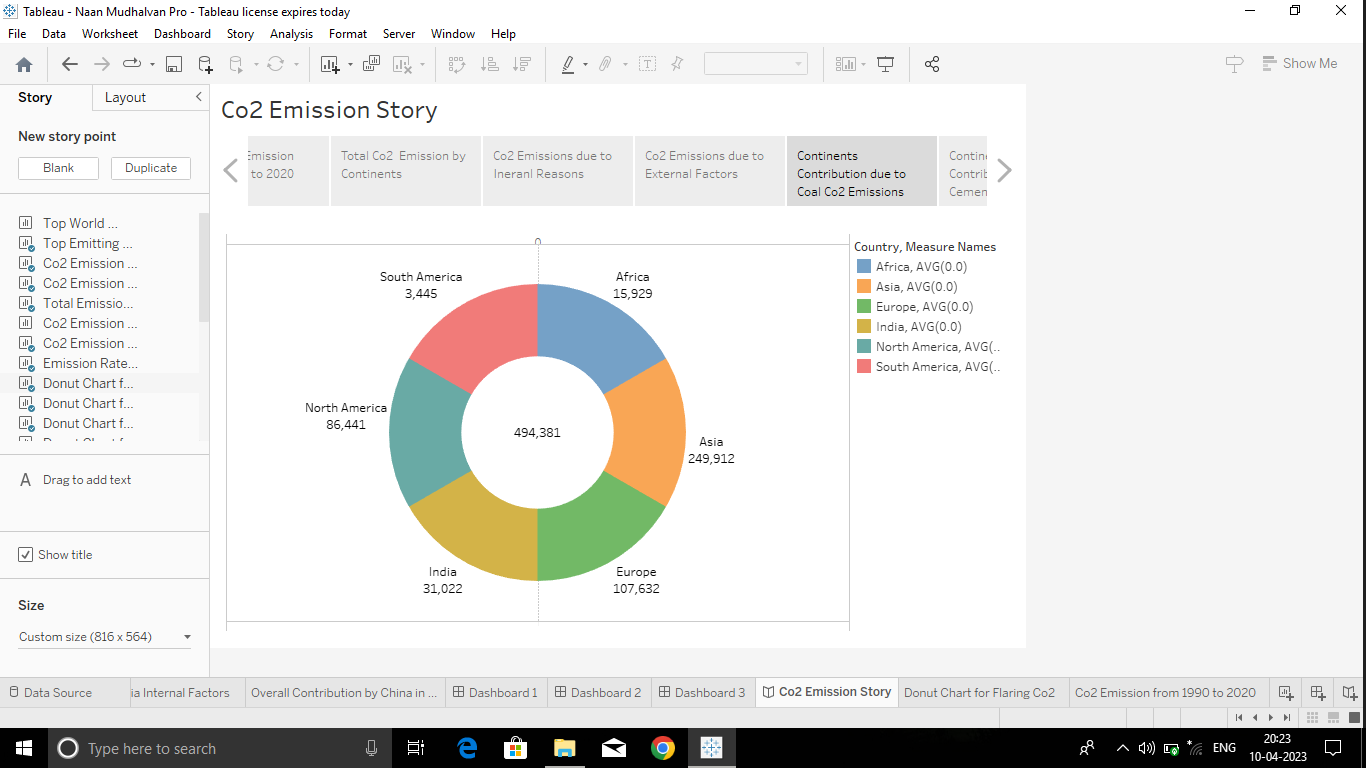 Tableau - Naan Mudhalvan Pro - Tableau license expires today
File Data Worksheet Dashboard Story Analysis Format Server Window Help
Show Me
Story Layout
New story point
Blank Duplicate
Top World ...
Top Emitting ...
Co2 Emission ...
Co2 Emission ...
Total Emissio...
Co2 Emission ...
Co2 Emission ...
Emission Rate...
Donut Chart f...
Donut Chart f...
Donut Chart f...
A Drag to add text
Show title
Size
Custom size (816 x 564)
Co2 Emission Story
Emission
to 2020
Total Co2 Emission by
Continents
Co2 Emissions due to
Ineranl Reasons
Co2 Emissions due to
External Factors
Continents
Contribution due to
Coal Co2 Emissions
Contine
Contrib
Cemen
0
South America
3,445
Africa
15,929
North America
86,441
494,381
Asia
249,912
India
31,022
Europe
107,632
Country, Measure Names
Africa, AVG(0.0)
Asia, AVG(0.0)
Europe, AVG(0.0)
India, AVG(0.0)
North America, AVG(..
South America, AVG(..
Data Source ia Internal Factors Overall Contribution by China in ... Dashboard 1 Dashboard 2 Dashboard 3 Co2 Emission Story Donut Chart for Flaring Co2 Co2 Emission from 1990 to 2020
Type here to search
ENG
20:23
10-04-2023